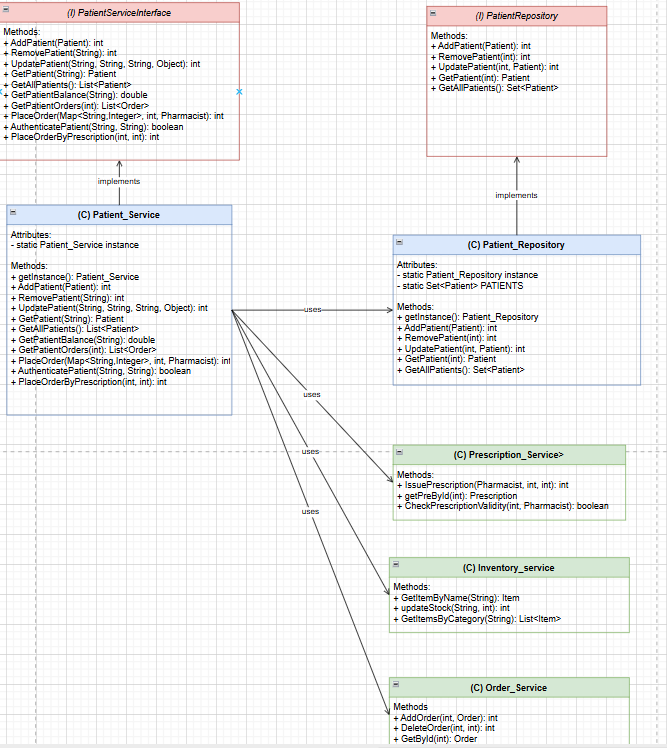 (I) PatientServiceInterface
Methods:
+ AddPatient(Patient): int
+ RemovePatient(String): int
+ UpdatePatient(String, String, String, Object): int
+ GetPatient(String): Patient
+ GetAllPatients(): List<Patient>
+ GetPatientBalance(String): double
+ GetPatientOrders(int): List<Order>
+ PlaceOrder(Map<String,Integer>, int, Pharmacist): int
+ AuthenticatePatient(String, String): boolean
+ PlaceOrderByPrescription(int, int): int
(I) PatientRepository
Methods:
+ AddPatient(Patient): int
+ RemovePatient(int): int
+ UpdatePatient(int, Patient): int
+ GetPatient(int): Patient
+ GetAllPatients(): Set<Patient>
implements
implements
(C) Patient_Service
Attributes:
- static Patient_Service instance
Methods:
+ getInstance(): Patient_Service
+ AddPatient(Patient): int
+ RemovePatient(String): int
+ UpdatePatient(String, String, String, Object): int
+ GetPatient(String): Patient
+ GetAllPatients(): List<Patient>
+ GetPatientBalance(String): double
+ GetPatientOrders(int): List<Order>
+ PlaceOrder(Map<String,Integer>, int, Pharmacist): int
+ AuthenticatePatient(String, String): boolean
+ PlaceOrderByPrescription(int, int): int
(C) Patient_Repository
Attributes:
- static Patient_Repository instance
- static Set<Patient> PATIENTS
Methods:
+ getInstance(): Patient_Repository
+ AddPatient(Patient): int
+ RemovePatient(int): int
+ UpdatePatient(int, Patient): int
+ GetPatient(int): Patient
+ GetAllPatients(): Set<Patient>
uses
uses
uses
uses
(C) Prescription_Service>
Methods:
+ IssuePrescription(Pharmacist, int, int): int
+ getPreById(int): Prescription
+ CheckPrescriptionValidity(int, Pharmacist): boolean
(C) Inventory_service
Methods:
+ GetItemByName(String): Item
+ updateStock(String, int): int
+ GetItemsByCategory(String): List<Item>
(C) Order_Service
Methods
+ AddOrder(int, Order): int
+ DeleteOrder(int, int): int
+ GetById(int): Order